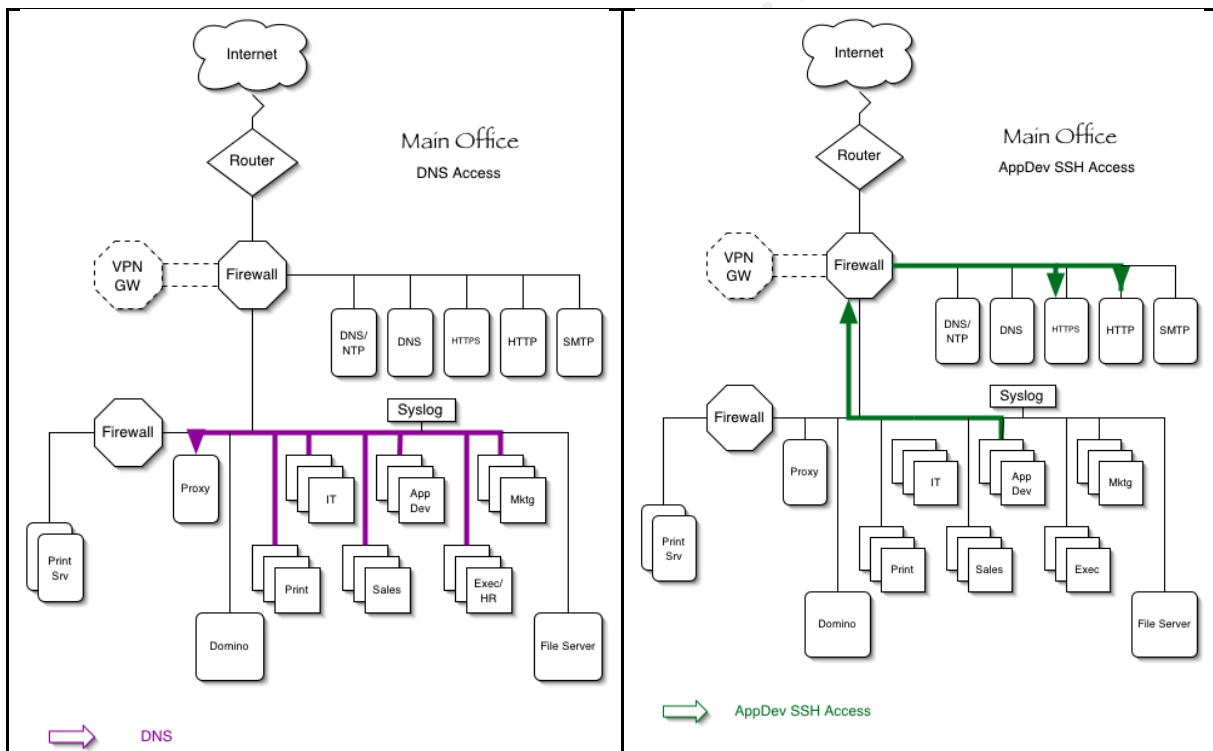 Internet
Router
Main Office
DNS Access
VPN
GW
Firewall
DNS/
NTP
DNS
HTTPS
HTTP
SMTP
Syslog
Firewall
Proxy
IT
App
Dev
Mktg
Print
Srv
Print
Sales
Exec/
HR
Domino
File Server
DNS
Internet
Router
Main Office
AppDev SSH Access
VPN
GW
Firewall
DNS/
NTP
DNS
HTTPS
HTTP
SMTP
Syslog
Firewall
Proxy
IT
App
Dev
Mktg
Print
Srv
Print
Sales
Exec
Domino
File Server
AppDev SSH Access